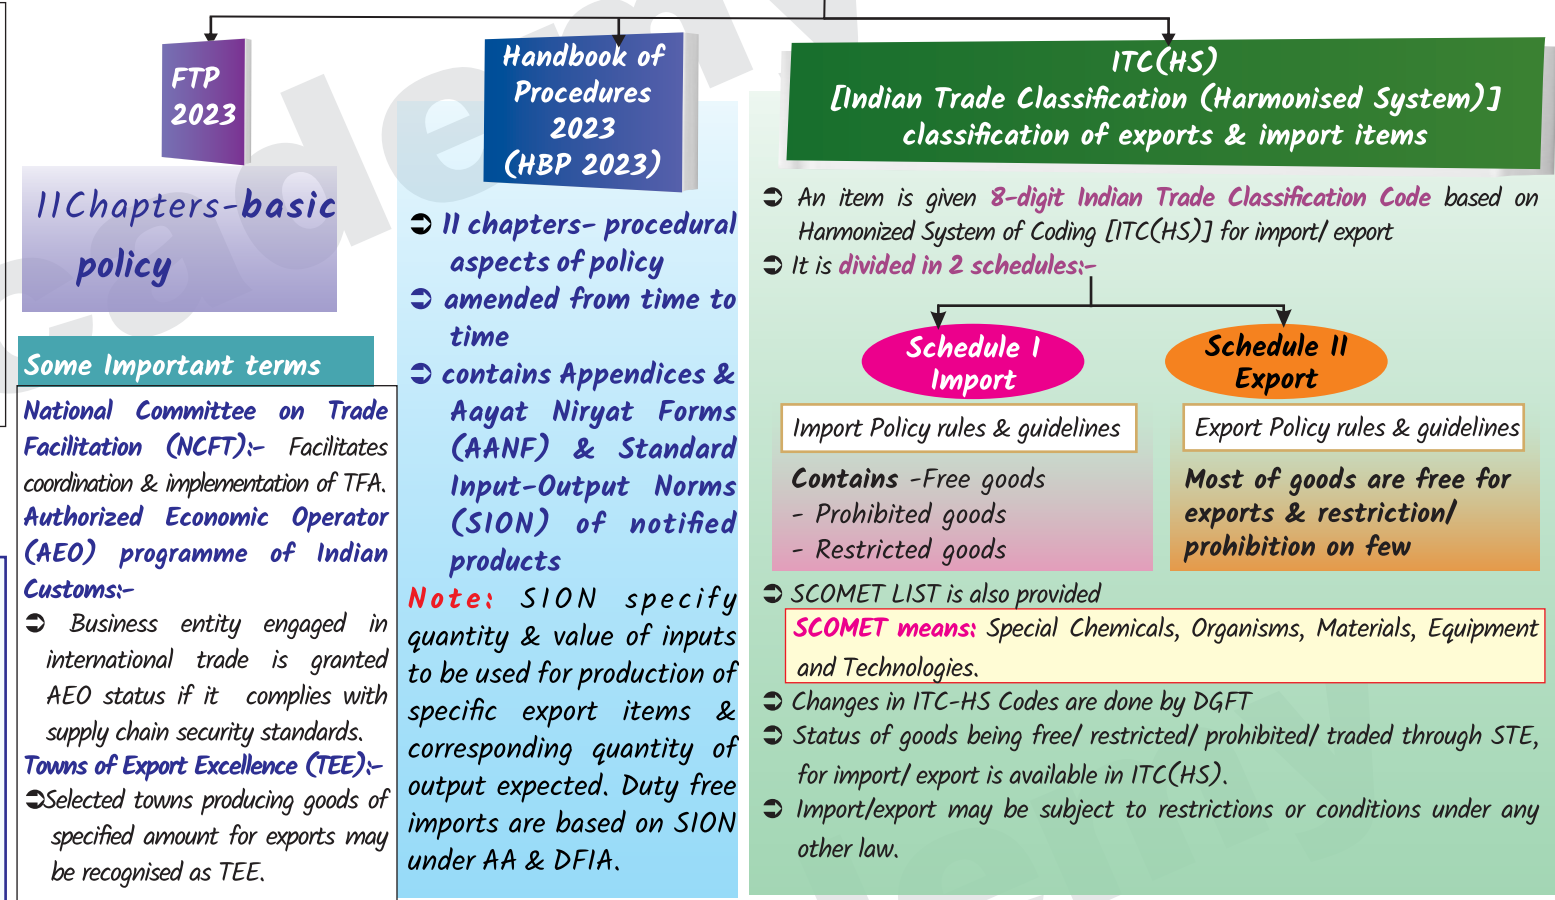 FTP
2023
11Chapters-basic
policy
Some Important terms
National Committee on Trade
Facilitation (NCFT):- Facilitates
coordination & implementation of TFA.
Authorized Economic Operator
(AEO) programme of Indian
Customs:-
➲ Business entity engaged in
international trade is granted
AEO status if it complies with
supply chain security standards.
Towns of Export Excellence (TEE):-
➲Selected towns producing goods of
specified amount for exports may
be recognised as TEE.
Handbook of
Procedures
2023
(HBP 2023)
➲ 11 chapters- procedural
aspects of policy
➲ amended from time to
time
➲ contains Appendices &
Aayat Niryat Forms
(AANF) & Standard
Input-Output Norms
(SION) of notified
products
Note: SION specify
quantity & value of inputs
to be used for production of
specific export items &
corresponding quantity of
output expected. Duty free
imports are based on SION
under AA & DFIA.
ITC(HS)
[Indian Trade Classification (Harmonised System)]
classification of exports & import items
➲ An item is given 8-digit Indian Trade Classification Code based on
Harmonized System of Coding [ITC(HS)] for import/ export
➲ It is divided in 2 schedules:-
Schedule I
Import
Import Policy rules & guidelines
Contains -Free goods
- Prohibited goods
- Restricted goods
Schedule II
Export
Export Policy rules & guidelines
Most of goods are free for
exports & restriction/
prohibition on few
➲ SCOMET LIST is also provided
SCOMET means: Special Chemicals, Organisms, Materials, Equipment
and Technologies.
➲ Changes in ITC-HS Codes are done by DGFT
➲ Status of goods being free/ restricted/ prohibited/ traded through STE,
for import/ export is available in ITC(HS).
➲ Import/export may be subject to restrictions or conditions under any
other law.
cademy
emy